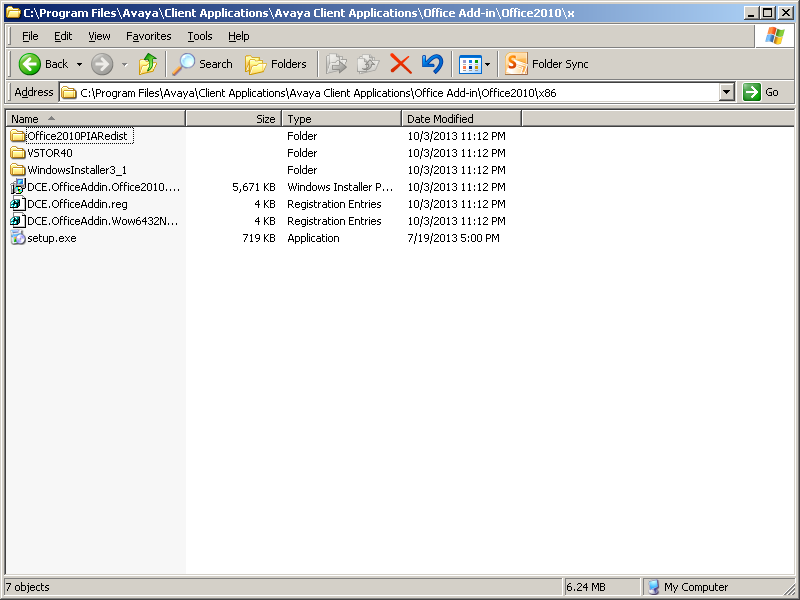 C:\Program Files\Avaya\Client Applications\Avaya Client Applications\Office Add-in\Office2010\x
File Edit View Favorites Tools Help
Back Search Folders Folder Sync
Address C:\Program Files\Avaya\Client Applications\Avaya Client Applications\Office Add-in\Office2010\x86 Go
Name Size Type Date Modified
Office2010PIARedist Folder 10/3/2013 11:12 PM
VSTOR40 Folder 10/3/2013 11:12 PM
WindowsInstaller3_1 Folder 10/3/2013 11:12 PM
DCE.OfficeAddin.Office2010.... 5,671 KB Windows Installer P... 10/3/2013 11:12 PM
DCE.OfficeAddin.reg 4 KB Registration Entries 10/3/2013 11:12 PM
DCE.OfficeAddin.Wow6432N... 4 KB Registration Entries 10/3/2013 11:12 PM
setup.exe 719 KB Application 7/19/2013 5:00 PM
7 objects 6.24 MB My Computer